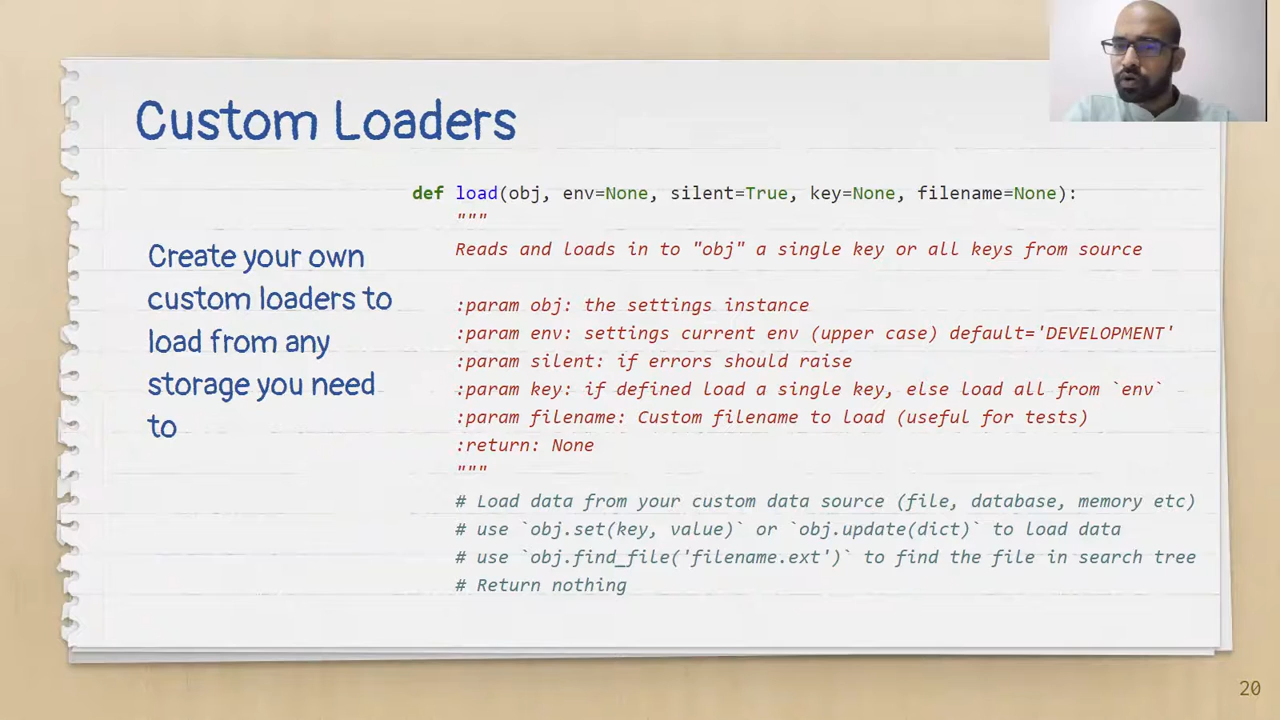 Custom Loaders
Create your own
custom loaders to
load from any
storage you need
to
def load(obj, env=None, silent=True, key=None, filename=None):
"""
Reads and loads in to "obj" a single key or all keys from source
:param obj: the settings instance
:param env: settings current env (upper case) default='DEVELOPMENT'
:param silent: if errors should raise
:param key: if defined load a single key, else load all from `env`
:param filename: Custom filename to load (useful for tests)
:return: None
"""
# Load data from your custom data source (file, database, memory etc)
# use `obj.set(key, value)` or `obj.update(dict)` to load data
# use `obj.find_file('filename.ext')` to find the file in search tree
# Return nothing
20